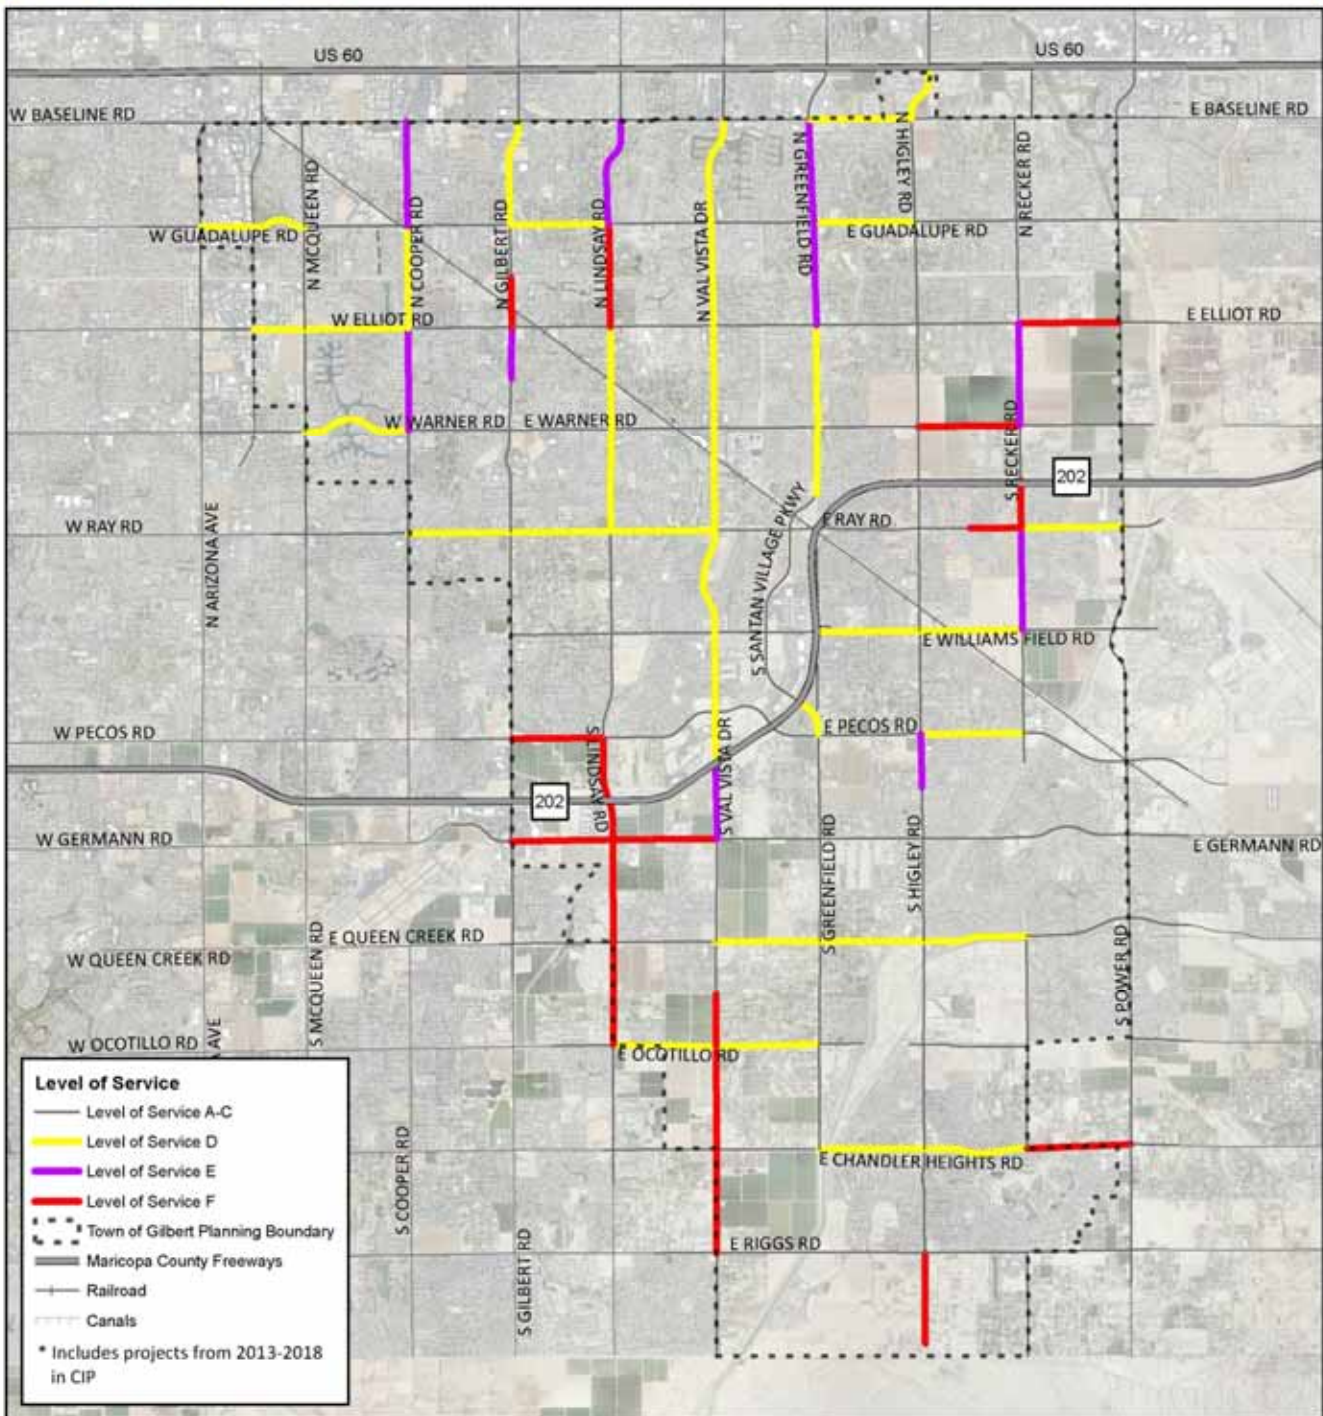 US 60
US 60
W BASELINE RD
E BASELINE RD
N MCQUEEN RD
N COOPER RD
N GILBERT RD
N LINDSAY RD
N VAL VISTA DR
N GREENFIELD RD
N HIGLEY RD
N RECKER RD
W GUADALUPE RD
E GUADALUPE RD
W ELLIOT RD
E ELLIOT RD
W WARNER RD
E WARNER RD
S RECKER RD
202
W RAY RD
E RAY RD
N ARIZONA AVE
S SANTAN VILLAGE PKWY
E WILLIAMS FIELD RD
W PECOS RD
E PECOS RD
S LINDSAY RD
S VAL VISTA DR
202
W GERMANN RD
E GERMANN RD
S GREENFIELD RD
S HIGLEY RD
E QUEEN CREEK RD
W QUEEN CREEK RD
S MCQUEEN RD
S POWER RD
W OCOTILLO RD
A AVE
E OCOTILLO RD
E CHANDLER HEIGHTS RD
S COOPER RD
E RIGGS RD
S GILBERT RD
Level of Service
Level of Service A-C
Level of Service D
Level of Service E
Level of Service F
Town of Gilbert Planning Boundary
Maricopa County Freeways
Railroad
Canals
* Includes projects from 2013-2018
in CIP